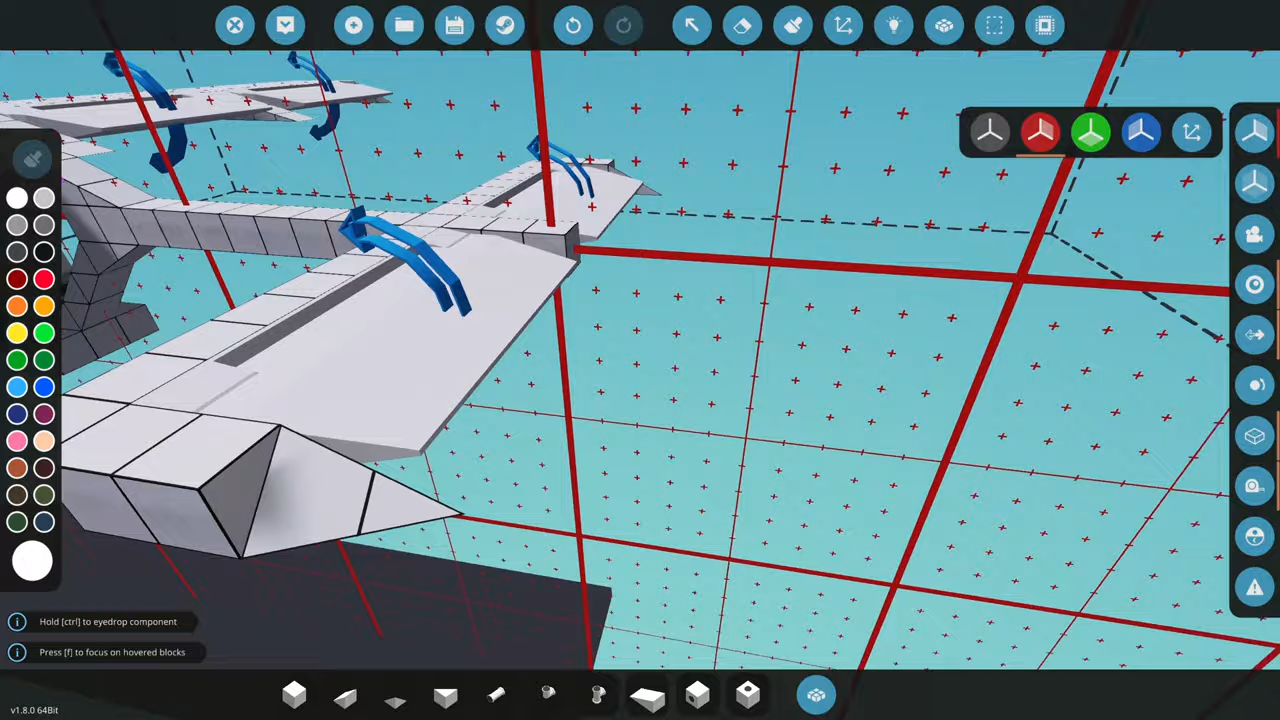 Hold [ctrl] to eyedrop component
Press [f] to focus on hovered blocks
v1.8.0 64Bit